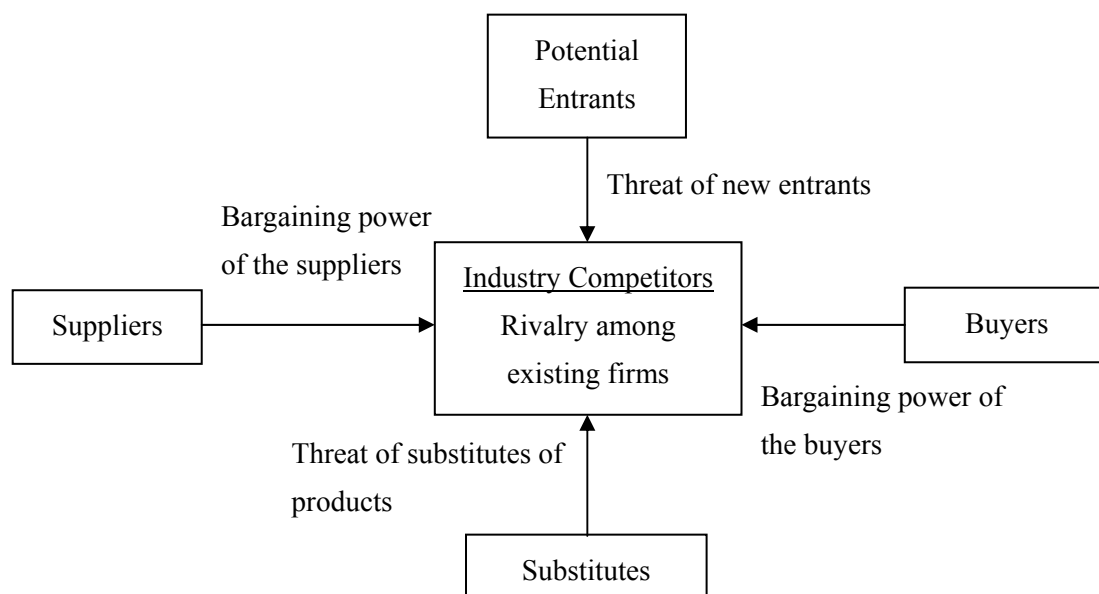 Potential
Entrants
Threat of new entrants
Bargaining power
of the suppliers
Industry Competitors
Rivalry among
existing firms
Suppliers
Buyers
Bargaining power of
the buyers
Threat of substitutes of
products
Substitutes